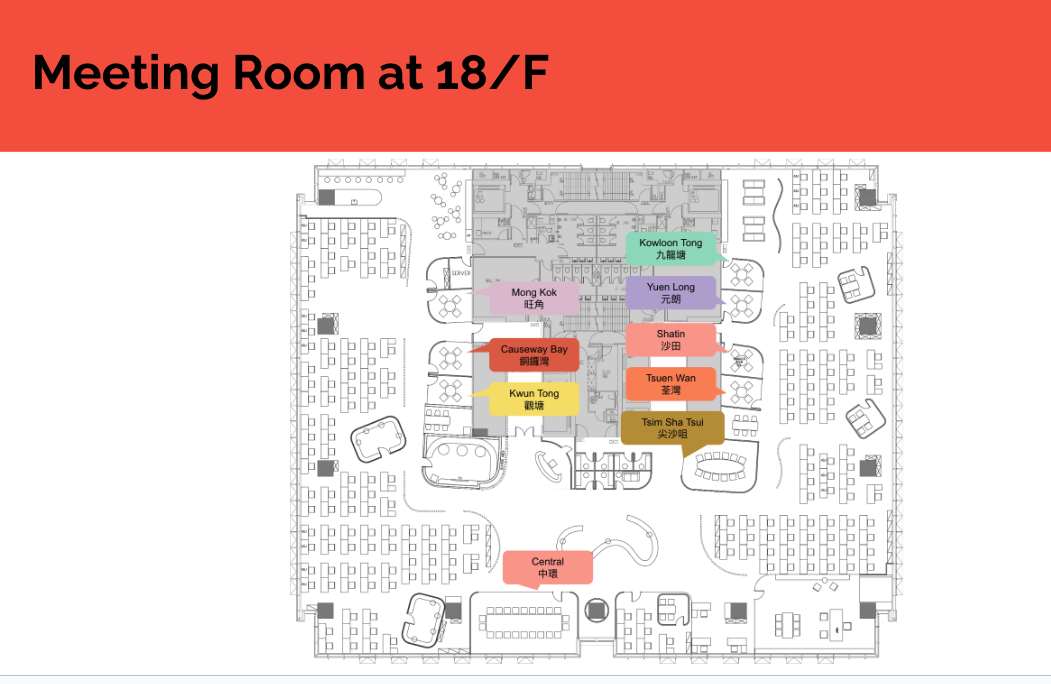 Meeting Room at 18/F
Kowloon Tong
九龍塘
SERVER
Mong Kok
旺角
Yuen Long
元朗
Shatin
沙田
Causeway Bay
銅鑼灣
Tsuen Wan
荃灣
Kwun Tong
觀塘
Tsim Sha Tsui
尖沙咀
Central
中環